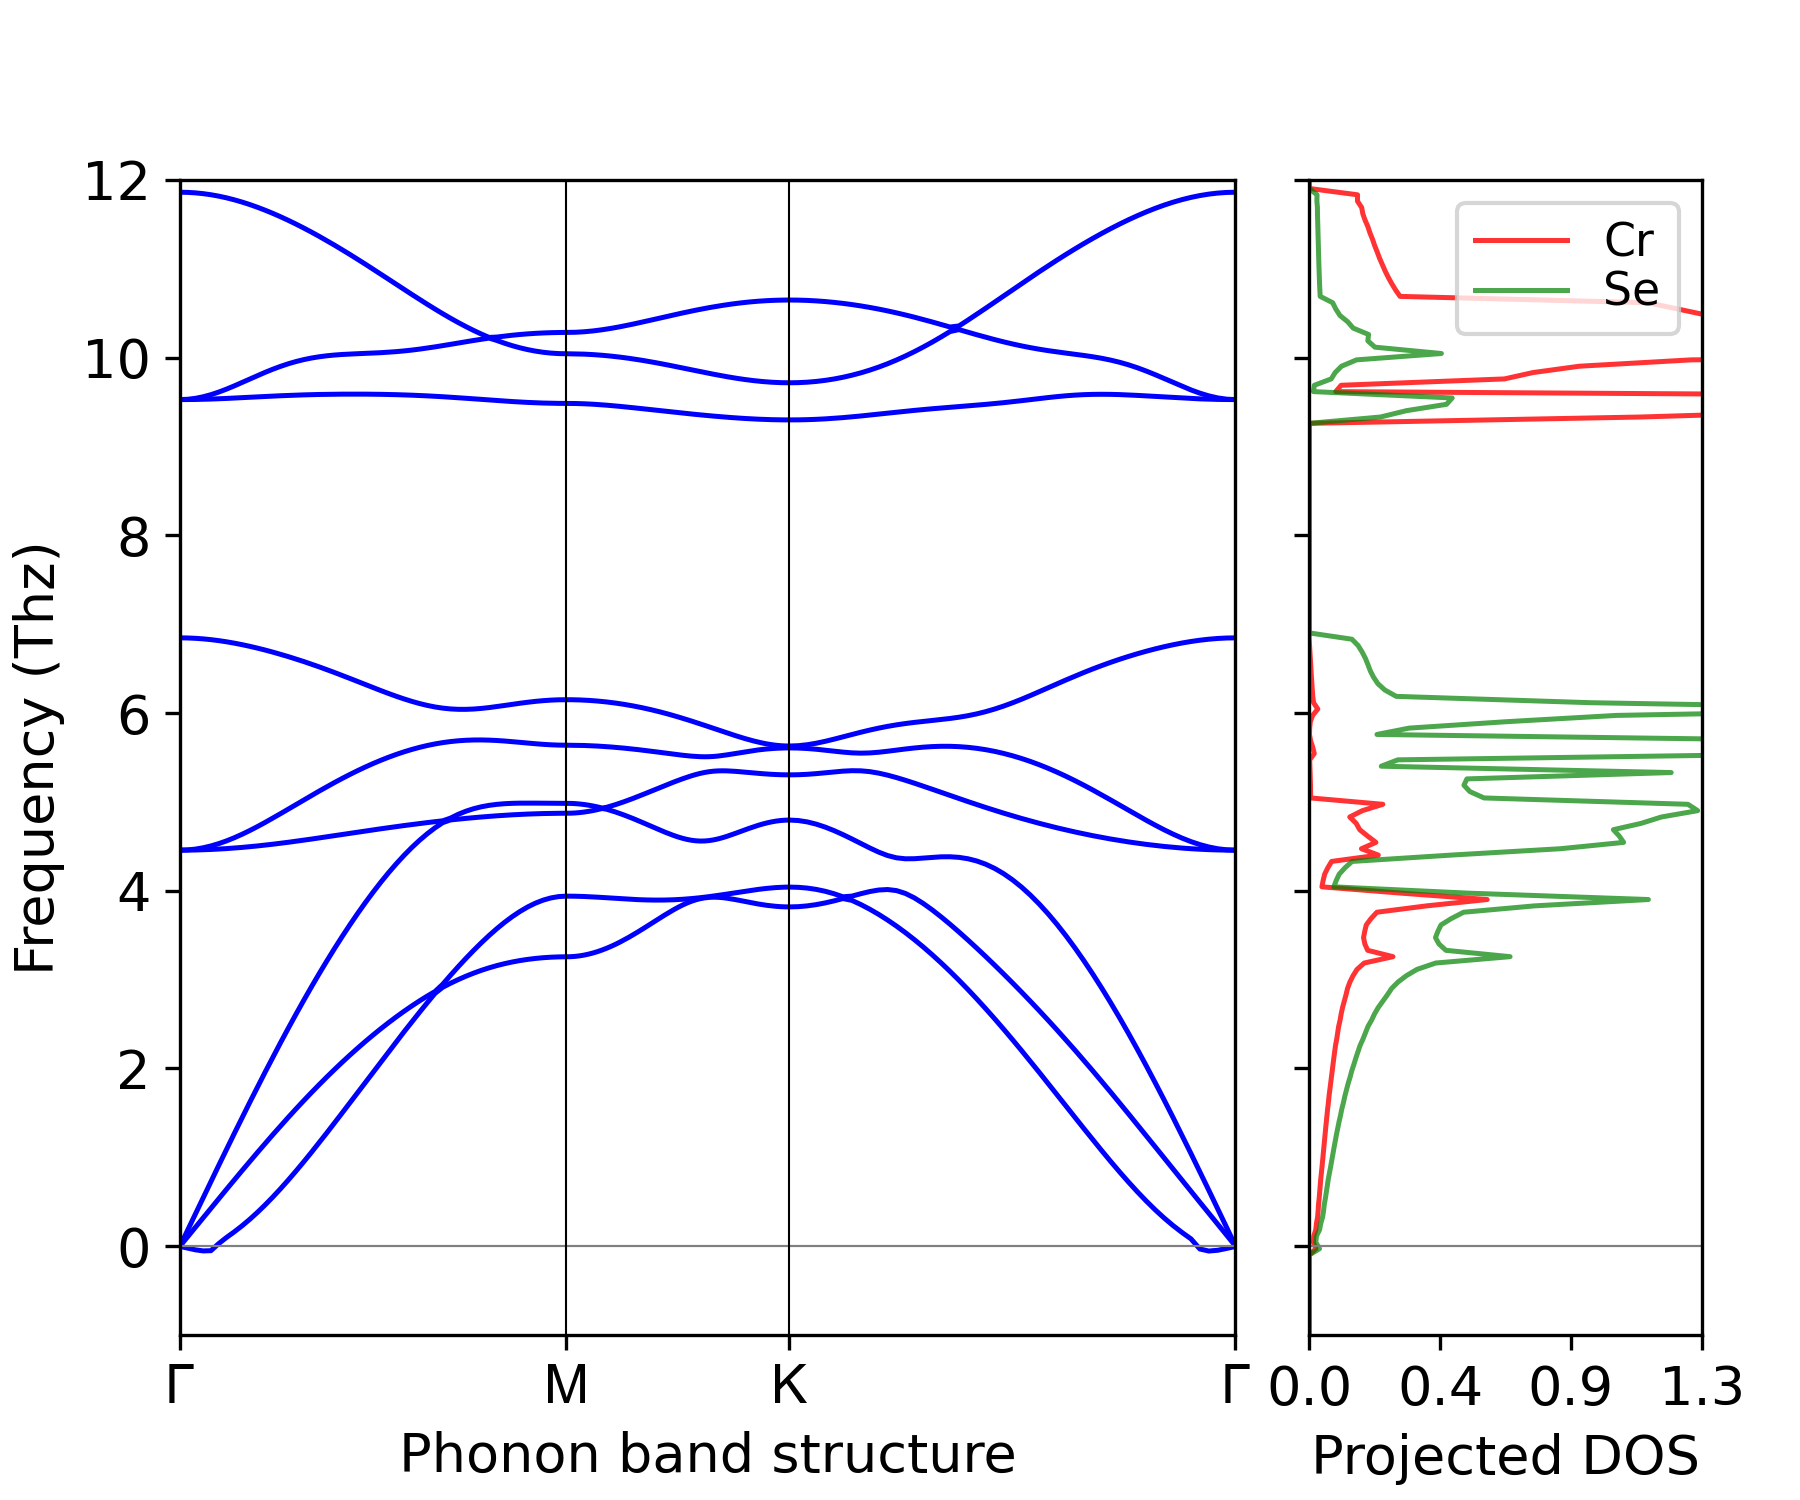 12
10
8
6
4
2
0
Frequency (Thz)
Γ M K Γ
Phonon band structure
Cr
Se
0.0 0.4 0.9 1.3
Projected DOS